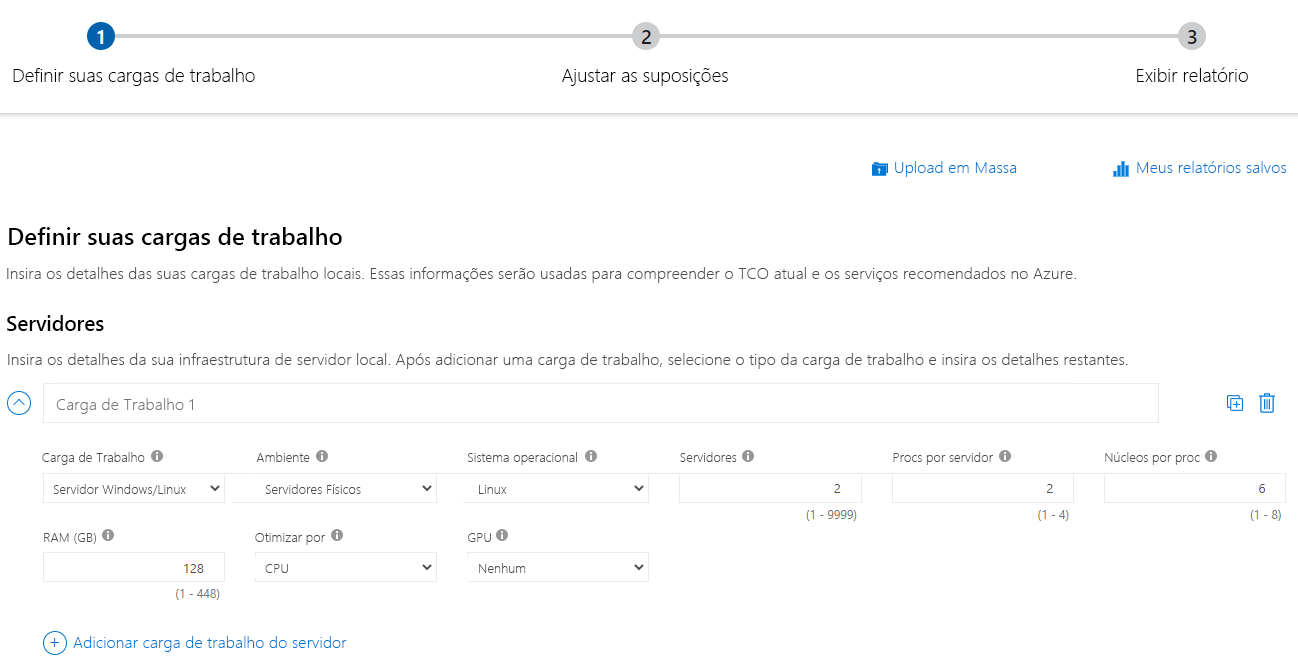 1 2 3
Definir suas cargas de trabalho Ajustar as suposições Exibir relatório
Upload em Massa Meus relatórios salvos
Definir suas cargas de trabalho
Insira os detalhes das suas cargas de trabalho locais. Essas informações serão usadas para compreender o TCO atual e os serviços recomendados no Azure.
Servidores
Insira os detalhes da sua infraestrutura de servidor local. Após adicionar uma carga de trabalho, selecione o tipo da carga de trabalho e insira os detalhes restantes.
Carga de Trabalho 1
Carga de Trabalho Ambiente Sistema operacional Servidores Procs por servidor Núcleos por proc
Servidor Windows/Linux Servidores Físicos Linux 2 2 6
(1 - 9999) (1 - 4) (1 - 8)
RAM (GB) Otimizar por GPU
128 CPU Nenhum
(1 - 448)
Adicionar carga de trabalho do servidor